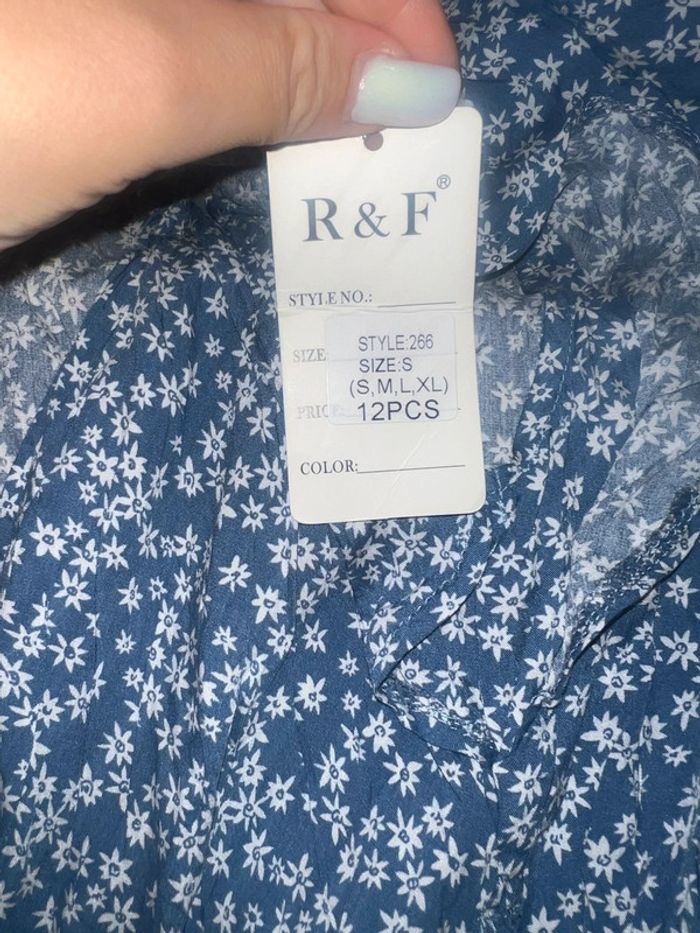 R & F®
STYLE NO.:
STYLE:266
SIZE
SIZE:S
(S,M,L,XL)
PRICE
12PCS
COLOR: